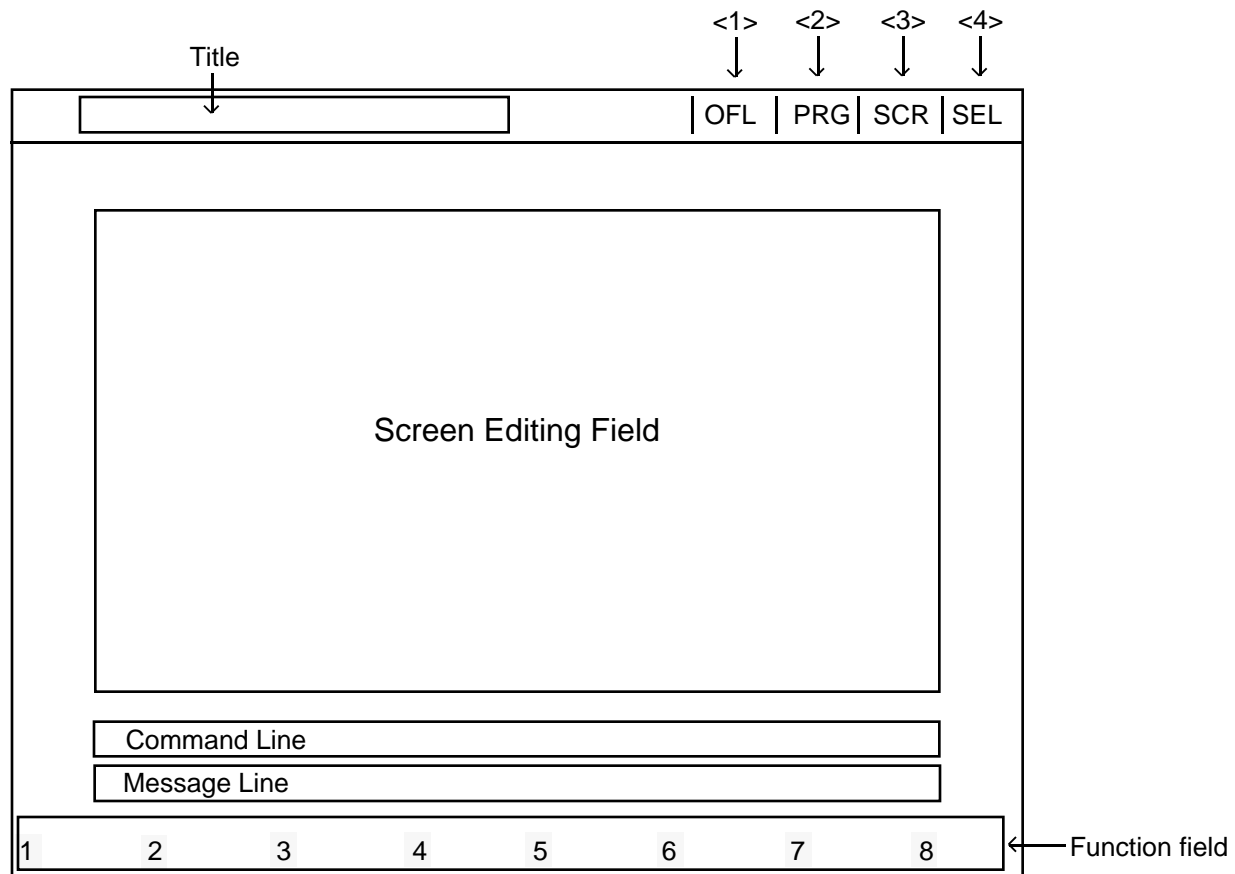 <1> <2> <3> <4>
Title
OFL PRG SCR SEL
Screen Editing Field
Command Line
Message Line
1 2 3 4 5 6 7 8
Function field